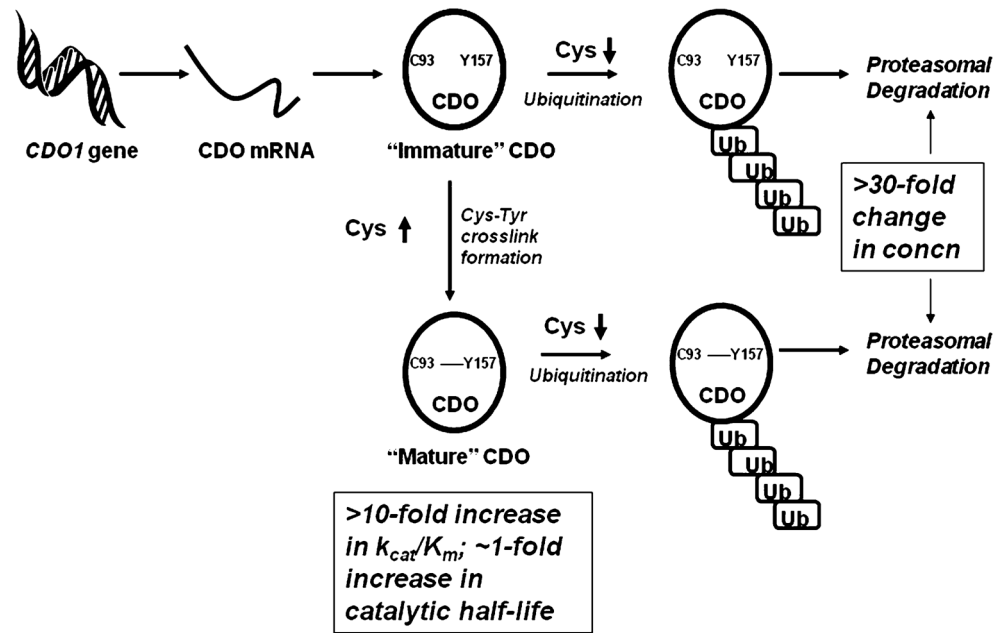 C93 Y157
CDO
Cys ↓
Ubiquitination
C93 Y157
CDO
Ub
Ub
Ub
Ub
Proteasomal
Degradation
CDO1 gene
CDO mRNA
“Immature” CDO
>30-fold
change
in concn
Cys ↑
Cys-Tyr
crosslink
formation
C93 —Y157
CDO
Cys ↓
Ubiquitination
C93 —Y157
CDO
Ub
Ub
Ub
Ub
Proteasomal
Degradation
“Mature” CDO
>10-fold increase
in kcat/Km; ~1-fold
increase in
catalytic half-life